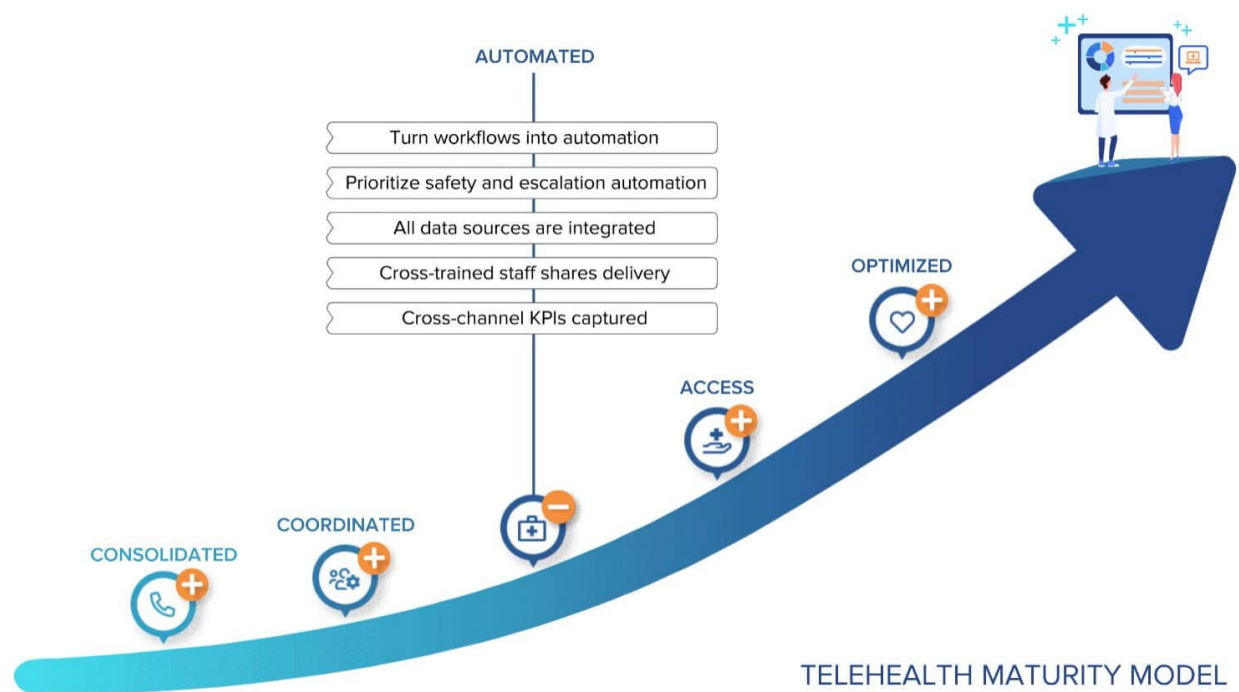 AUTOMATED
Turn workflows into automation
Prioritize safety and escalation automation
All data sources are integrated
Cross-trained staff shares delivery
Cross-channel KPIs captured
OPTIMIZED
ACCESS
COORDINATED
CONSOLIDATED
TELEHEALTH MATURITY MODEL